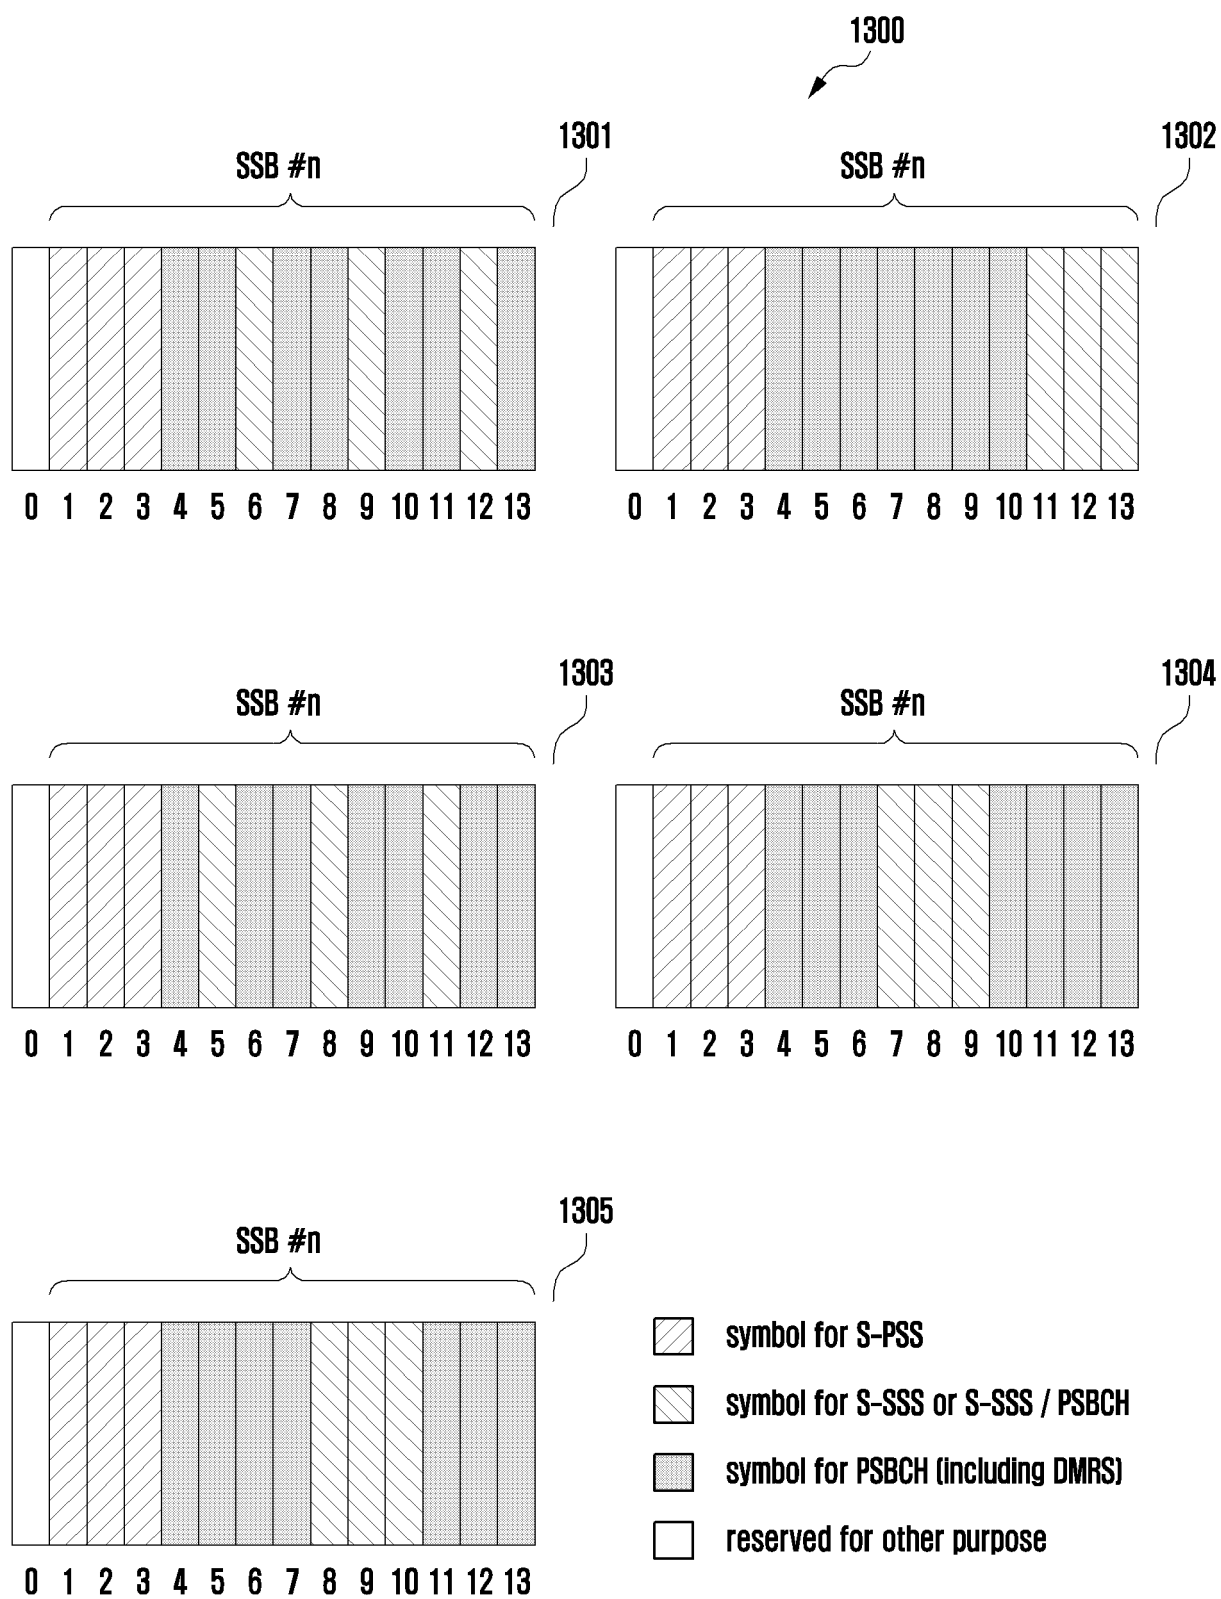 1300
1301
SSB #n
0 1 2 3 4 5 6 7 8 9 10 11 12 13
1302
SSB #n
0 1 2 3 4 5 6 7 8 9 10 11 12 13
1303
SSB #n
0 1 2 3 4 5 6 7 8 9 10 11 12 13
1304
SSB #n
0 1 2 3 4 5 6 7 8 9 10 11 12 13
1305
SSB #n
0 1 2 3 4 5 6 7 8 9 10 11 12 13
symbol for S-PSS
symbol for S-SSS or S-SSS / PSBCH
symbol for PSBCH (including DMRS)
reserved for other purpose